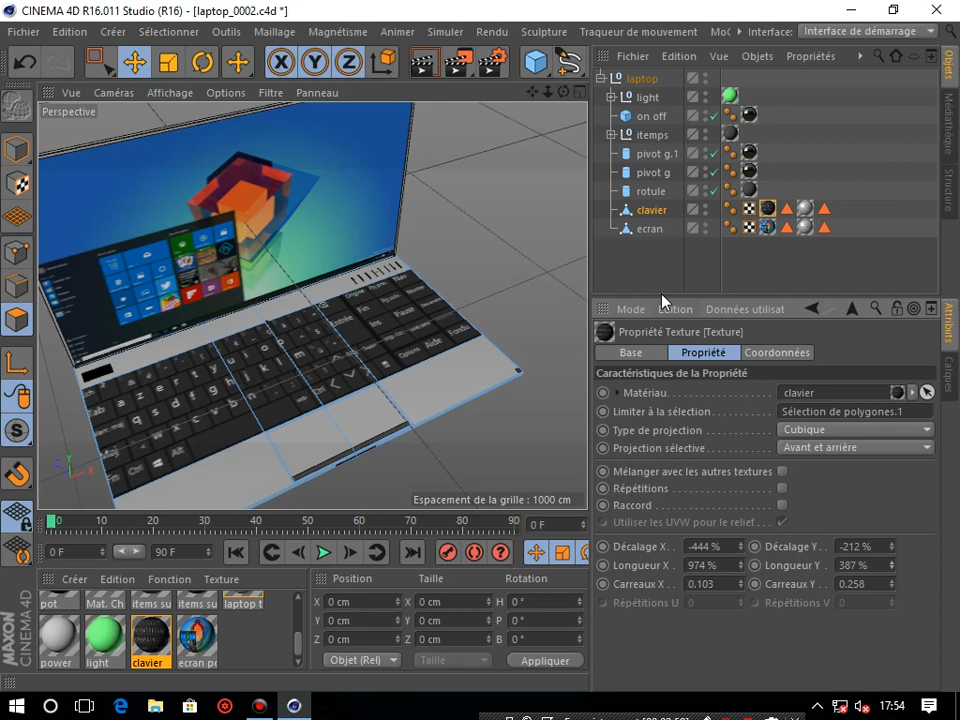 CINEMA 4D R16.011 Studio (R16) - [laptop_0002.c4d *]
Fichier Edition Créer Sélectionner Outils Maillage Magnétisme Animer Simuler Rendu Sculpture Traqueur de mouvement Mo Interface: Interface de démarrage
Vue Caméras Affichage Options Filtre Panneau
Perspective
Espacement de la grille : 1000 cm
Fichier Edition Vue Objets Propriétés
laptop
light
on off
itemps
pivot g.1
pivot g
rotule
clavier
ecran
Objets
Médiathèque
Structure
Mode Edition Données utilisat
Propriété Texture [Texture]
Base Propriété Coordonnées
Caractéristiques de la Propriété
Matériau clavier
Limiter à la sélection Sélection de polygones.1
Type de projection Cubique
Projection sélective Avant et arrière
Mélanger avec les autres textures
Répétitions
Raccord
Utiliser les UVW pour le relief
Décalage X -444 % Décalage Y -212 %
Longueur X 974 % Longueur Y 387 %
Carreaux X 0.103 Carreaux Y 0.258
Répétitions U 0 Répétitions V 0
Attributs
Calques
0 10 20 30 40 50 60 70 80 90 0 F
0 F 90 F
Créer Edition Fonction Texture
pot Mat. Ch items su items su laptop t
power light clavier ecran po
Position Taille Rotation
X 0 cm X 0 cm H 0 °
Y 0 cm Y 0 cm P 0 °
Z 0 cm Z 0 cm B 0 °
Objet (Rel) Taille Appliquer
MAXON
CINEMA 4D
17:54